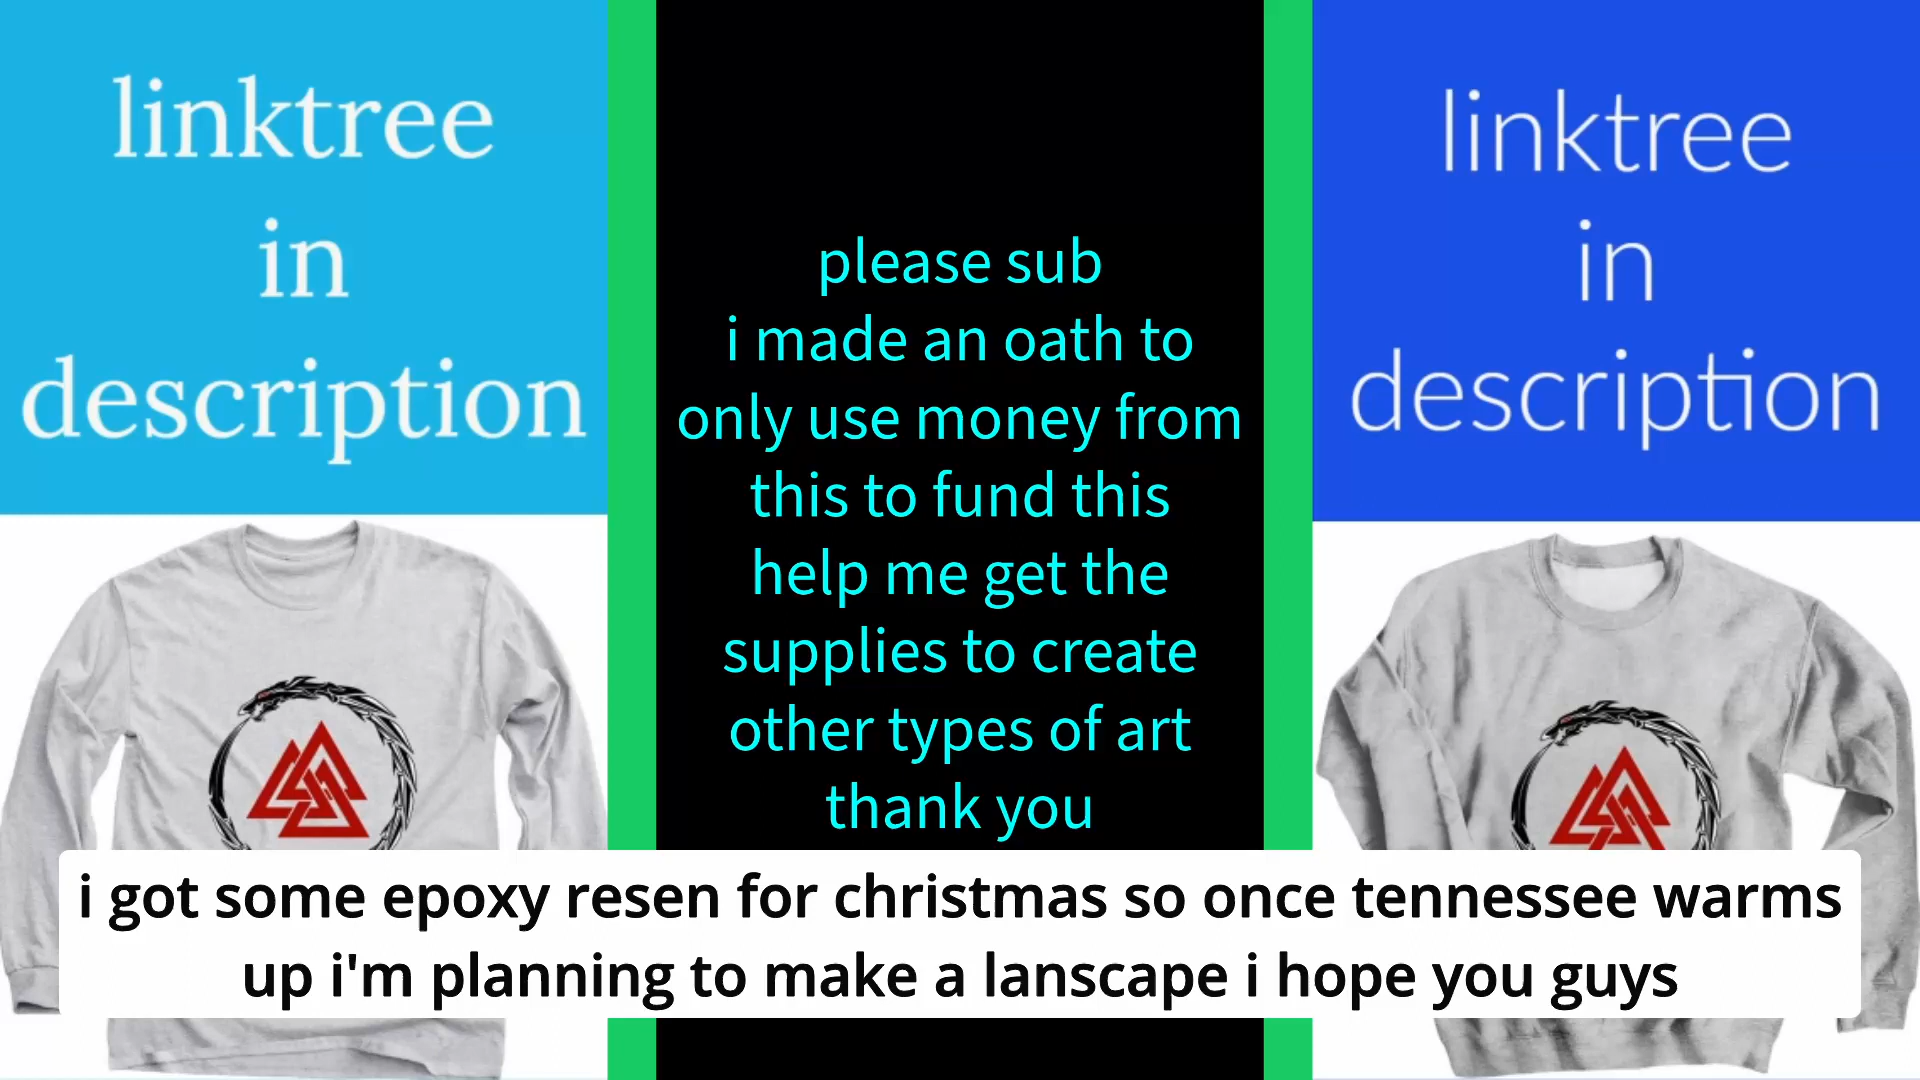 linktree
in
description
please sub
i made an oath to
only use money from
this to fund this
help me get the
supplies to create
other types of art
thank you
linktree
in
description
i got some epoxy resen for christmas so once tennessee warms
up i'm planning to make a lanscape i hope you guys